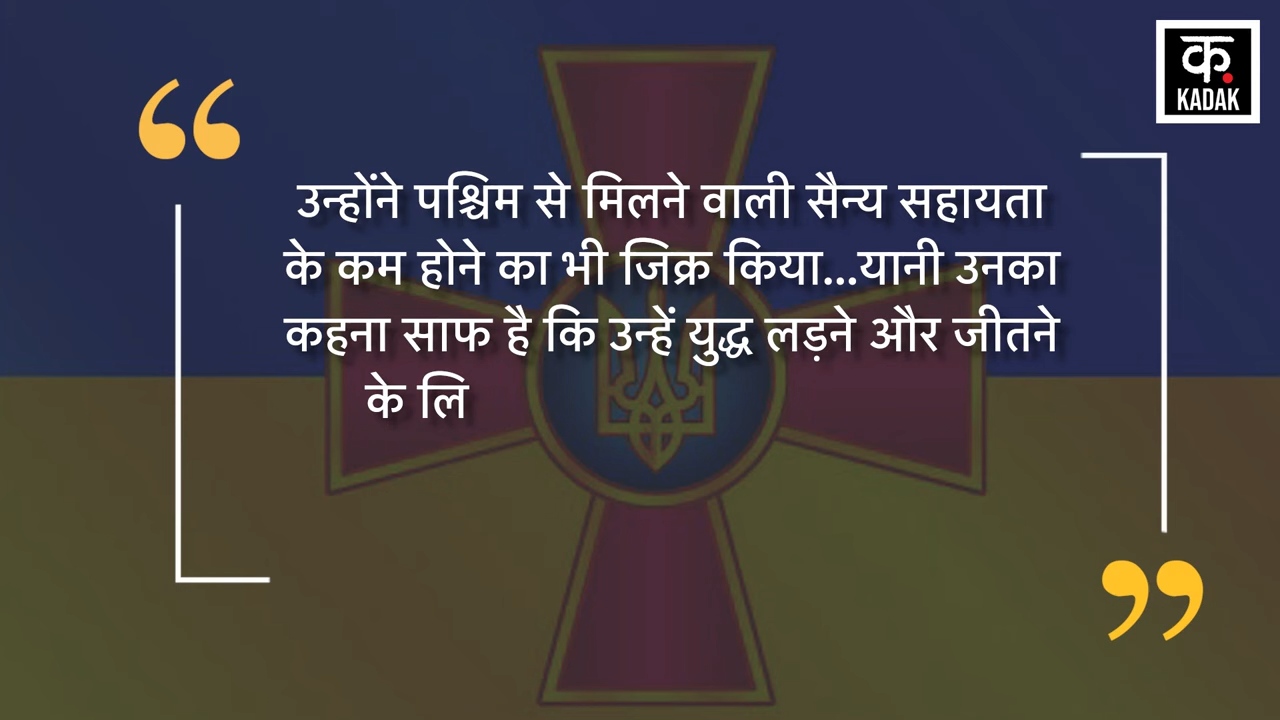 क
KADAK
उन्होंने पश्चिम से मिलने वाली सैन्य सहायता
के कम होने का भी जिक्र किया...यानी उनका
कहना साफ है कि उन्हें युद्ध लड़ने और जीतने
के लि